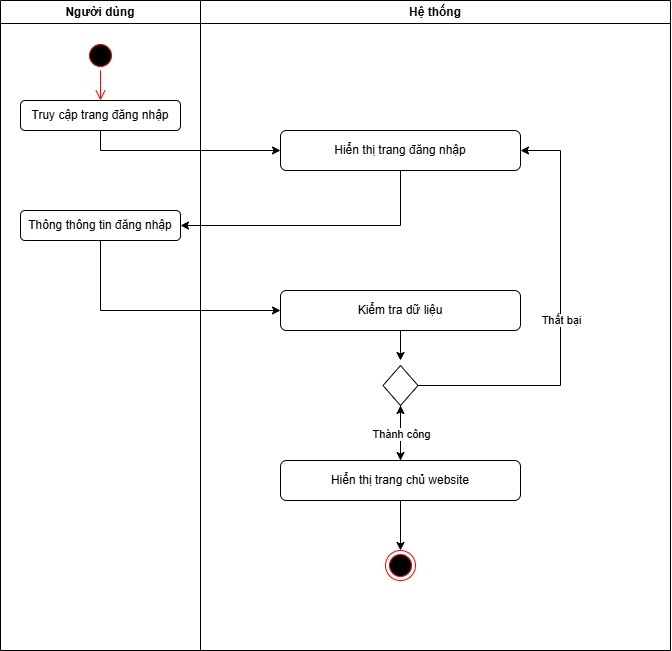 Người dùng
Hệ thống
Truy cập trang đăng nhập
Hiển thị trang đăng nhập
Thông thông tin đăng nhập
Kiểm tra dữ liệu
Thất bại
Thành công
Hiển thị trang chủ website